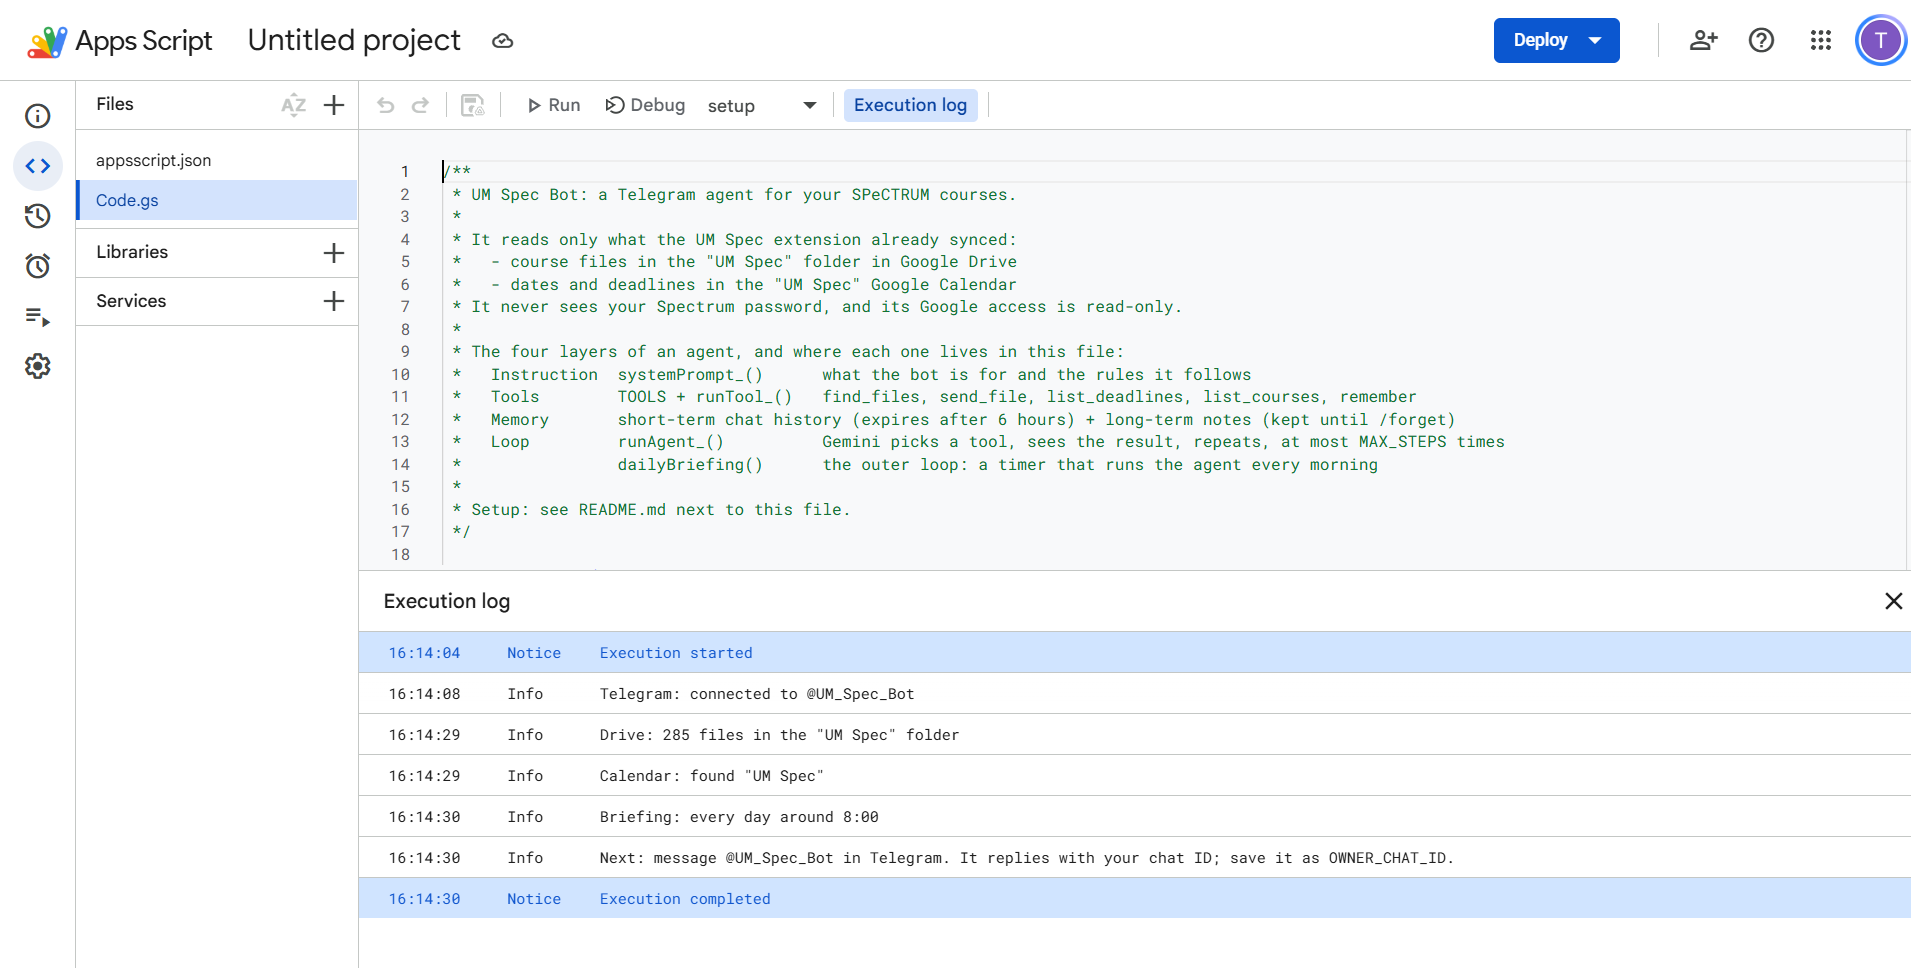 Apps Script Untitled project
Deploy
T
Files AZ
Run Debug setup Execution log
appsscript.json
Code.gs
Libraries
Services
1 /**
2 * UM Spec Bot: a Telegram agent for your SPeCTRUM courses.
3 *
4 * It reads only what the UM Spec extension already synced:
5 *   - course files in the "UM Spec" folder in Google Drive
6 *   - dates and deadlines in the "UM Spec" Google Calendar
7 * It never sees your Spectrum password, and its Google access is read-only.
8 *
9 * The four layers of an agent, and where each one lives in this file:
10 *   Instruction  systemPrompt_()      what the bot is for and the rules it follows
11 *   Tools        TOOLS + runTool_()   find_files, send_file, list_deadlines, list_courses, remember
12 *   Memory       short-term chat history (expires after 6 hours) + long-term notes (kept until /forget)
13 *   Loop         runAgent_()          Gemini picks a tool, sees the result, repeats, at most MAX_STEPS times
14 *                dailyBriefing()      the outer loop: a timer that runs the agent every morning
15 *
16 * Setup: see README.md next to this file.
17 */
18
Execution log
16:14:04 Notice Execution started
16:14:08 Info Telegram: connected to @UM_Spec_Bot
16:14:29 Info Drive: 285 files in the "UM Spec" folder
16:14:29 Info Calendar: found "UM Spec"
16:14:30 Info Briefing: every day around 8:00
16:14:30 Info Next: message @UM_Spec_Bot in Telegram. It replies with your chat ID; save it as OWNER_CHAT_ID.
16:14:30 Notice Execution completed